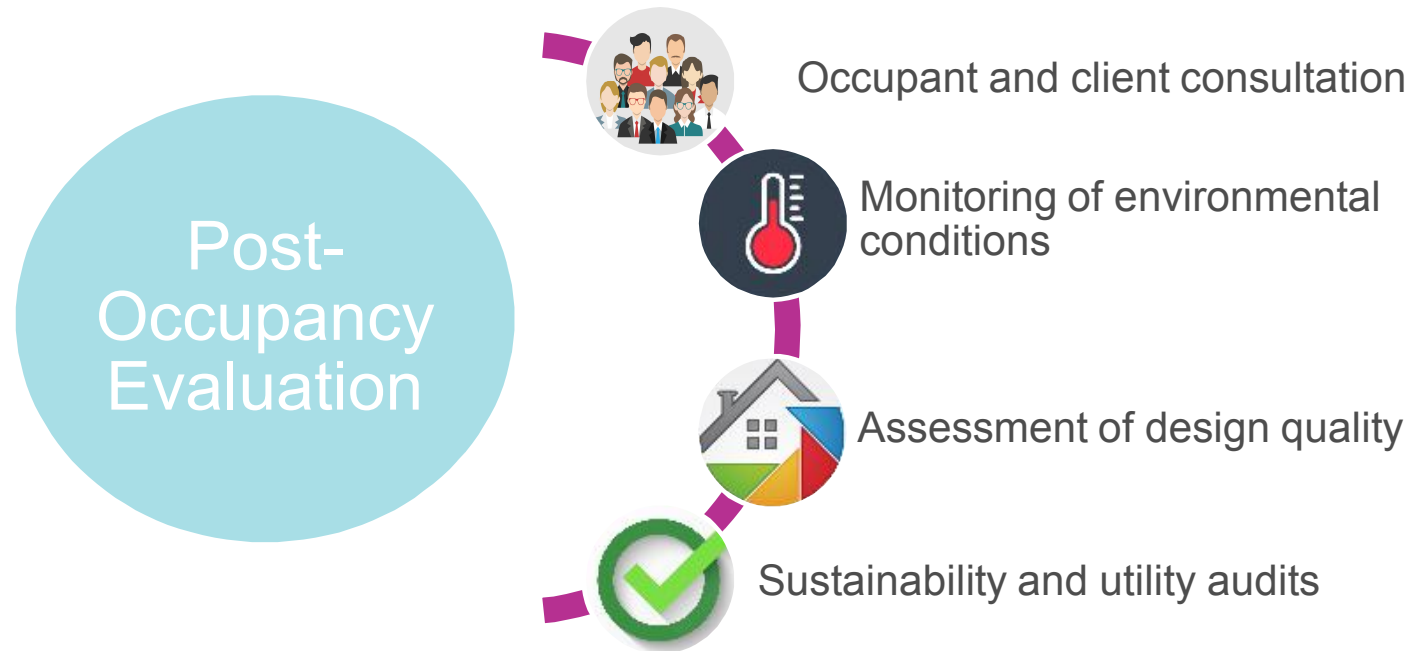 Post-
Occupancy
Evaluation
Occupant and client consultation
Monitoring of environmental
conditions
Assessment of design quality
Sustainability and utility audits